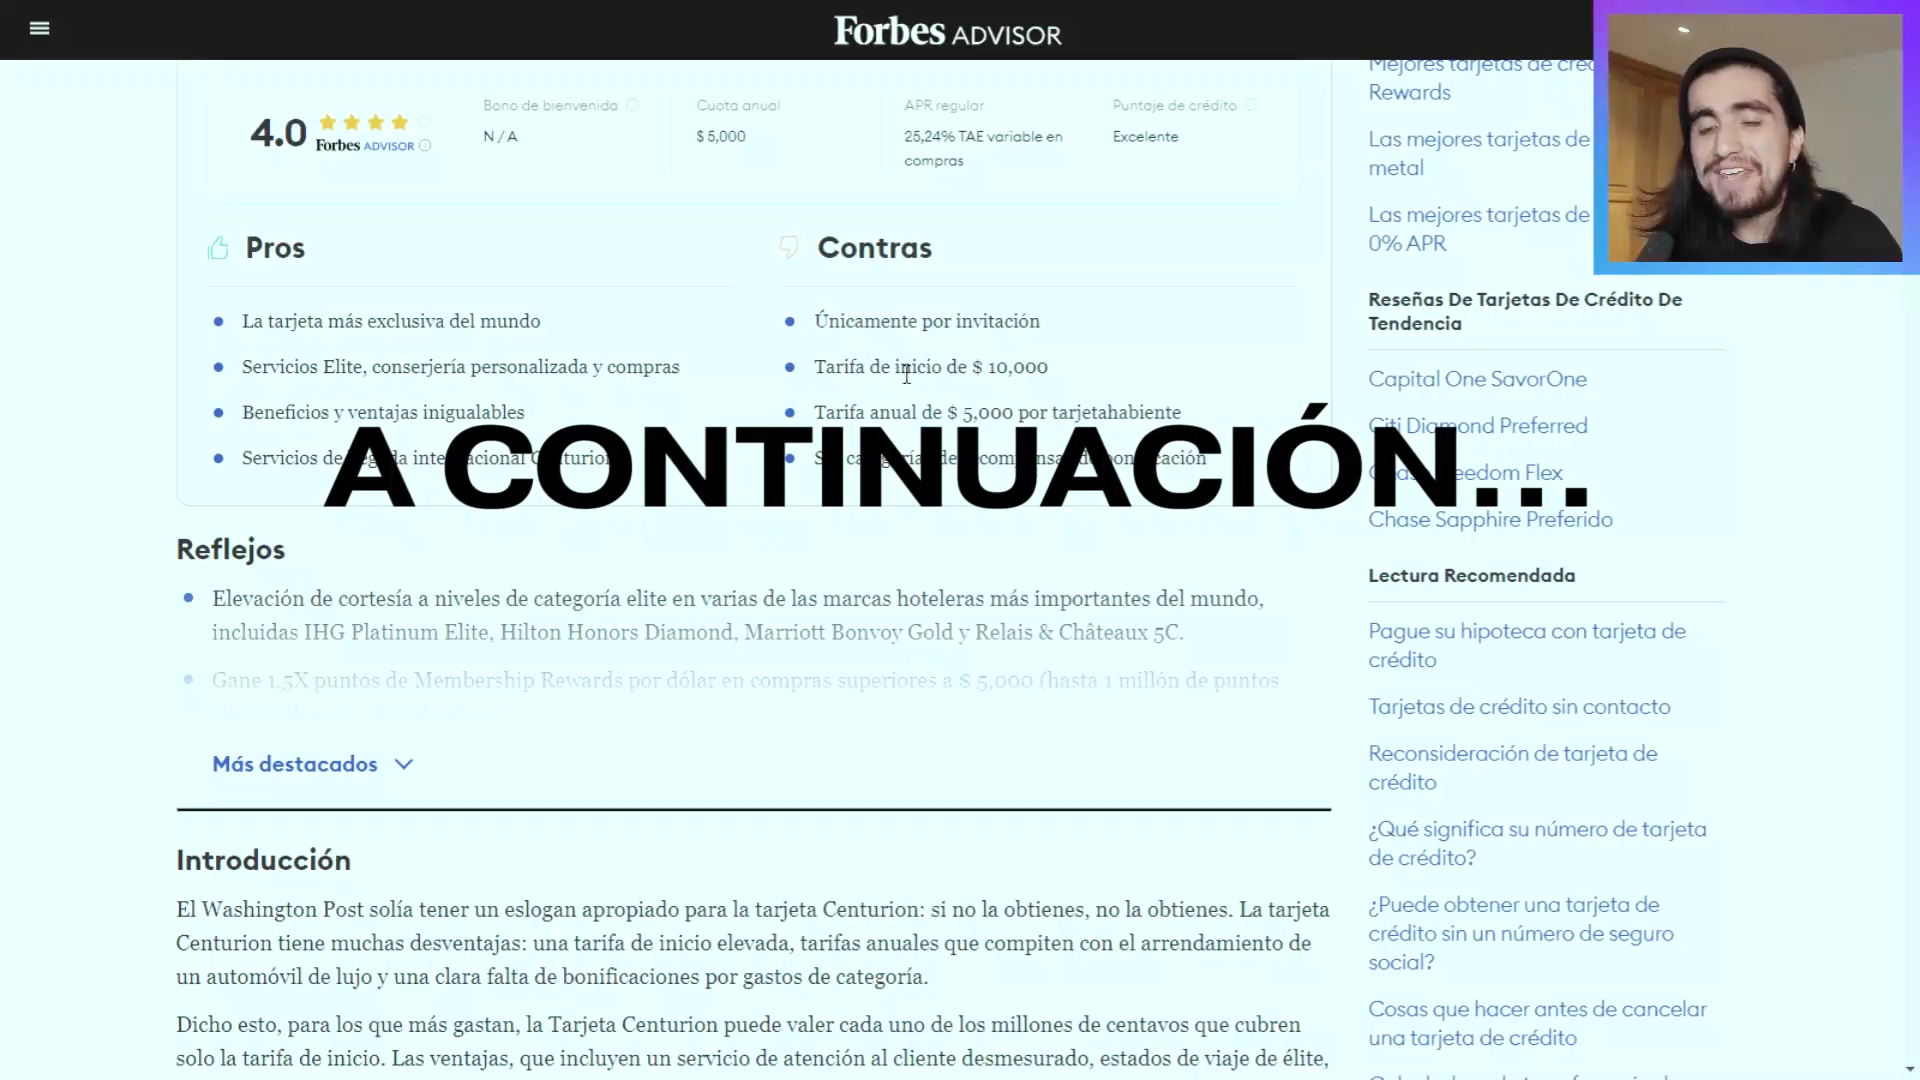 Forbes ADVISOR
4.0
Forbes ADVISOR
Bono de bienvenida
N / A
Cuota anual
$ 5,000
APR regular
25,24% TAE variable en
compras
Puntaje de crédito
Excelente
Pros
La tarjeta más exclusiva del mundo
Servicios Elite, conserjería personalizada y compras
Beneficios y ventajas inigualables
Servicios de
Contras
Únicamente por invitación
Tarifa de inicio de $ 10,000
Tarifa anual de $ 5,000 por tarjetahabiente
A CONTINUACIÓN...
Reflejos
Elevación de cortesía a niveles de categoría elite en varias de las marcas hoteleras más importantes del mundo,
incluidas IHG Platinum Elite, Hilton Honors Diamond, Marriott Bonvoy Gold y Relais & Châteaux 5C.
Gane 1.5X puntos de Membership Rewards por dólar en compras superiores a $ 5,000 (hasta 1 millón de puntos
Más destacados
Introducción
El Washington Post solía tener un eslogan apropiado para la tarjeta Centurion: si no la obtienes, no la obtienes. La tarjeta
Centurion tiene muchas desventajas: una tarifa de inicio elevada, tarifas anuales que compiten con el arrendamiento de
un automóvil de lujo y una clara falta de bonificaciones por gastos de categoría.
Dicho esto, para los que más gastan, la Tarjeta Centurion puede valer cada uno de los millones de centavos que cubren
solo la tarifa de inicio. Las ventajas, que incluyen un servicio de atención al cliente desmesurado, estados de viaje de élite,
Mejores tarjetas de
Rewards
Las mejores tarjetas de
metal
Las mejores tarjetas de
0% APR
Reseñas De Tarjetas De Crédito De
Tendencia
Capital One SavorOne
Citi Diamond Preferred
Flex
Chase Sapphire Preferido
Lectura Recomendada
Pague su hipoteca con tarjeta de
crédito
Tarjetas de crédito sin contacto
Reconsideración de tarjeta de
crédito
¿Qué significa su número de tarjeta
de crédito?
¿Puede obtener una tarjeta de
crédito sin un número de seguro
social?
Cosas que hacer antes de cancelar
una tarjeta de crédito